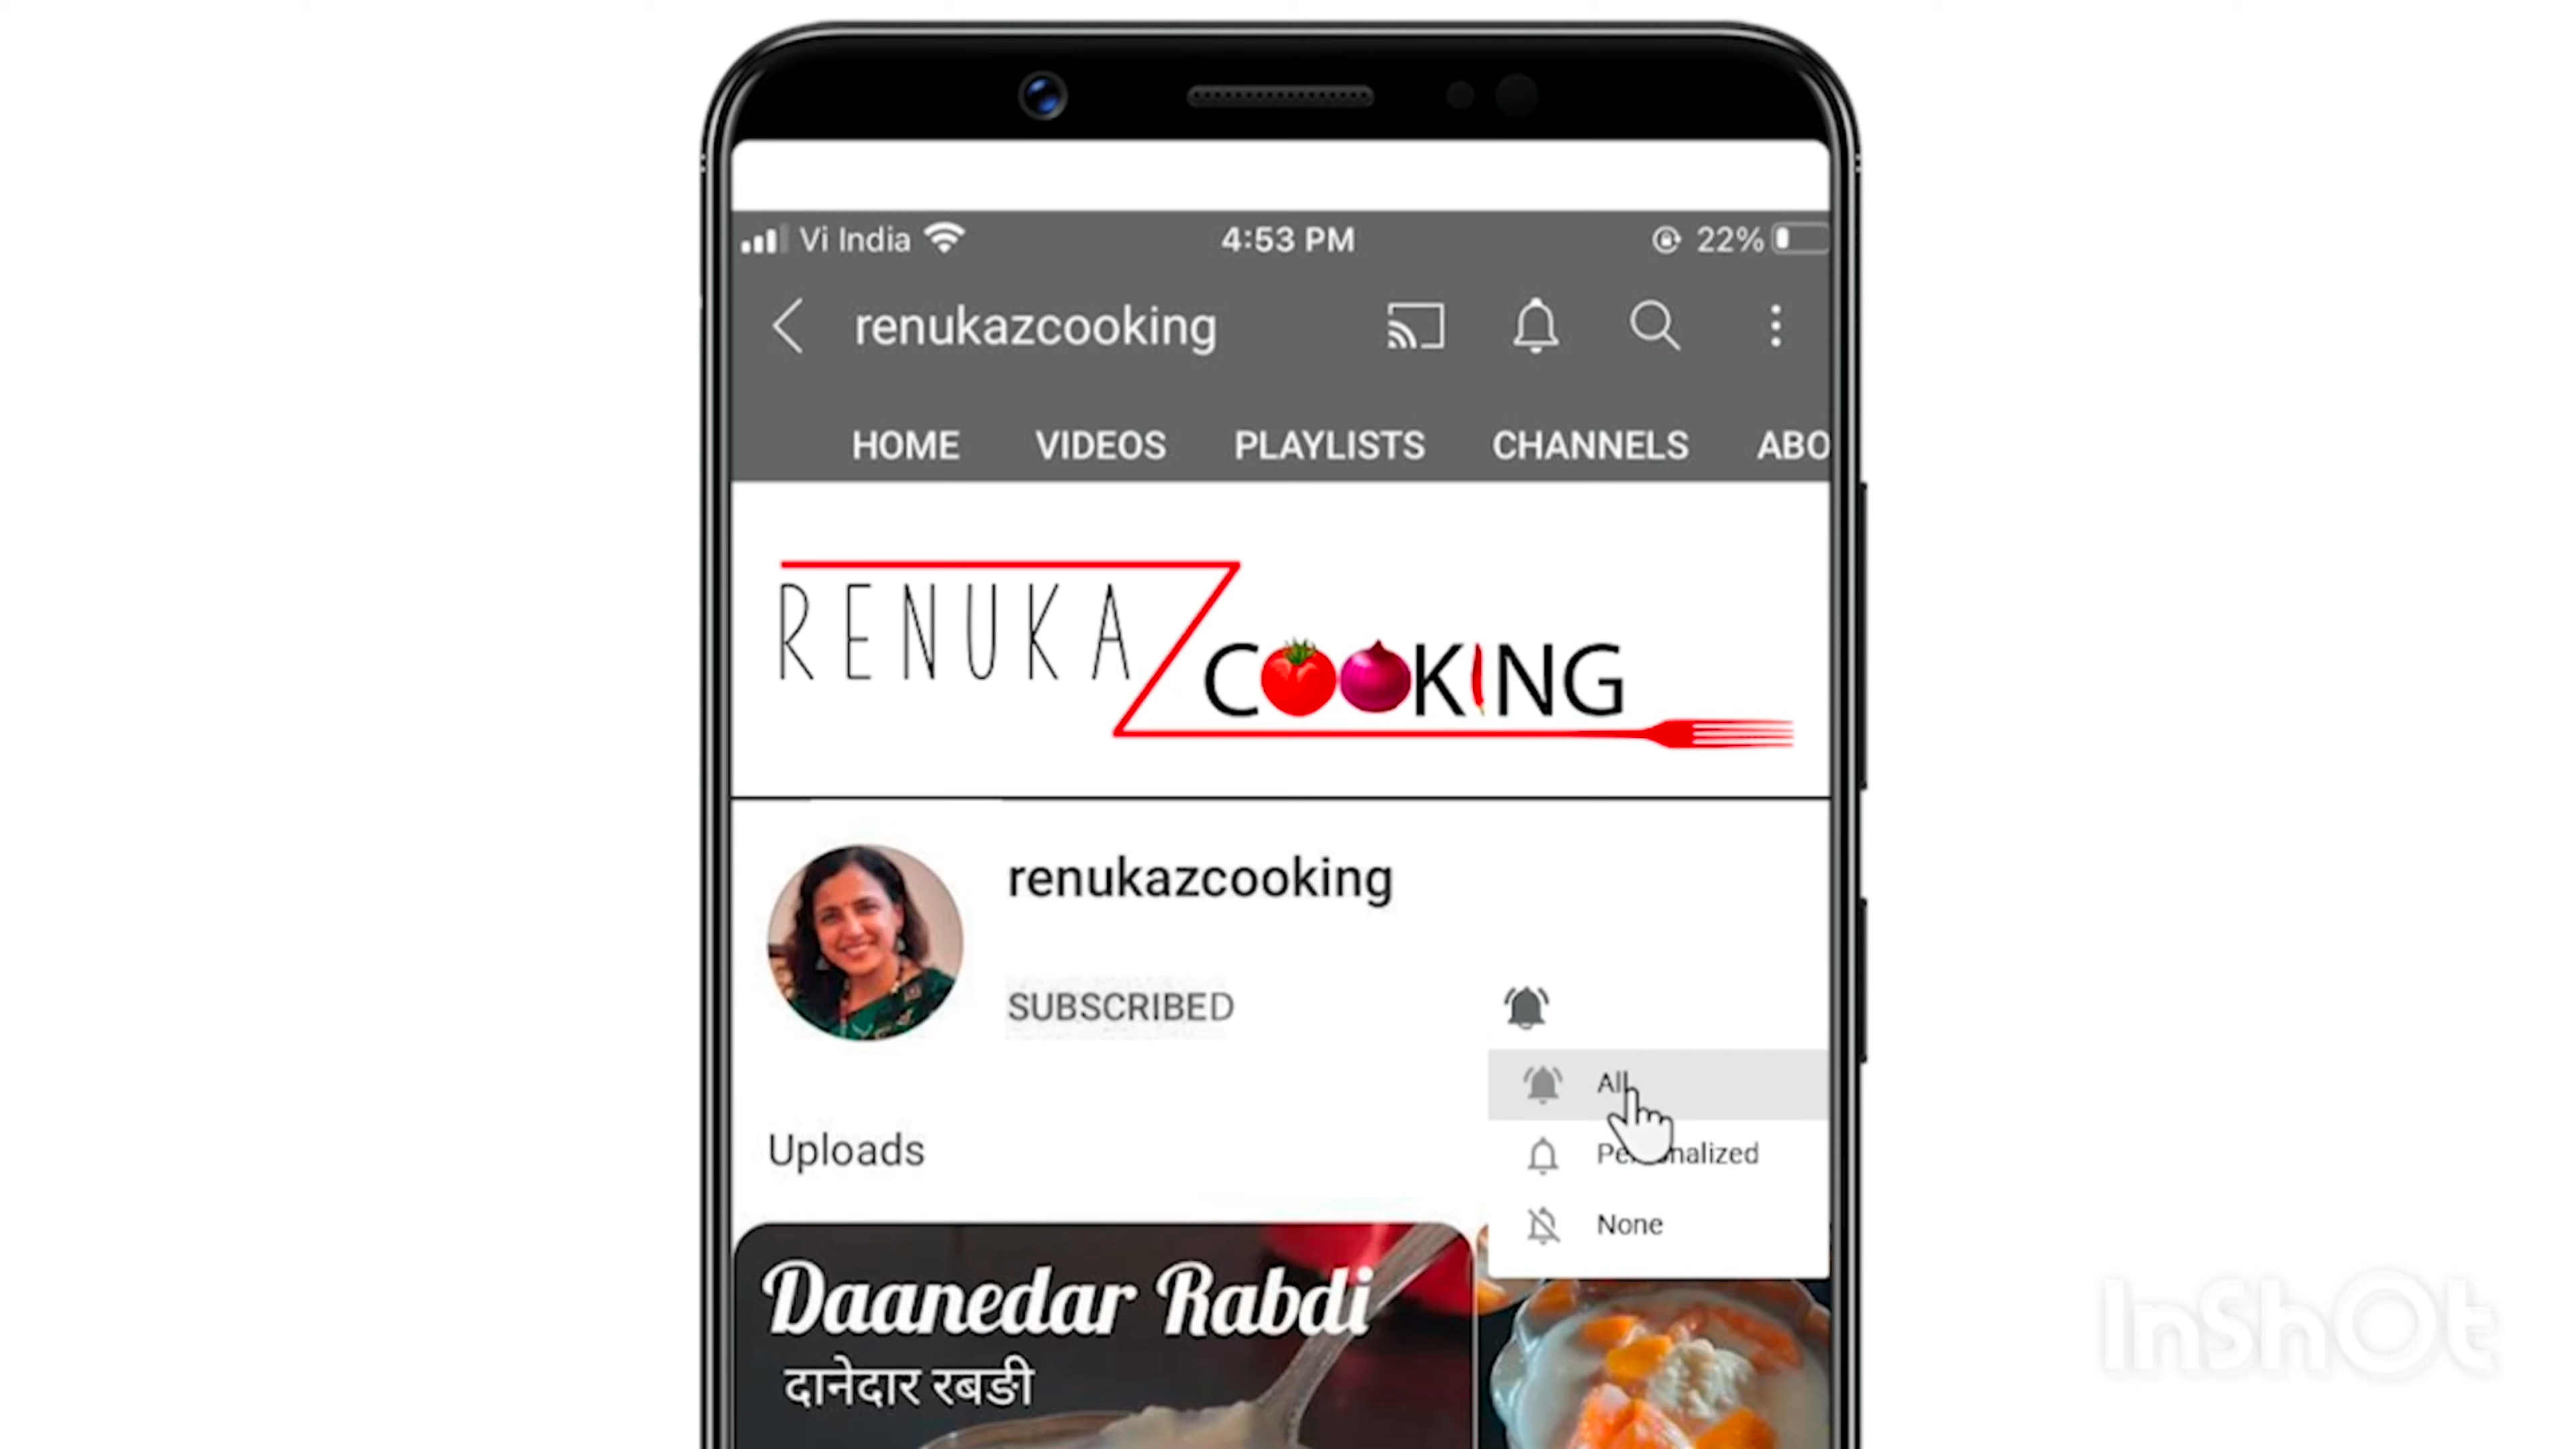 Vi India 4:53 PM 22%
renukazcooking
HOME VIDEOS PLAYLISTS CHANNELS ABO
RENUKA
Z
COOKING
renukazcooking
SUBSCRIBED
All
Uploads
None
Daanedar Rabdi
दानेदार रबड़ी
InShOt